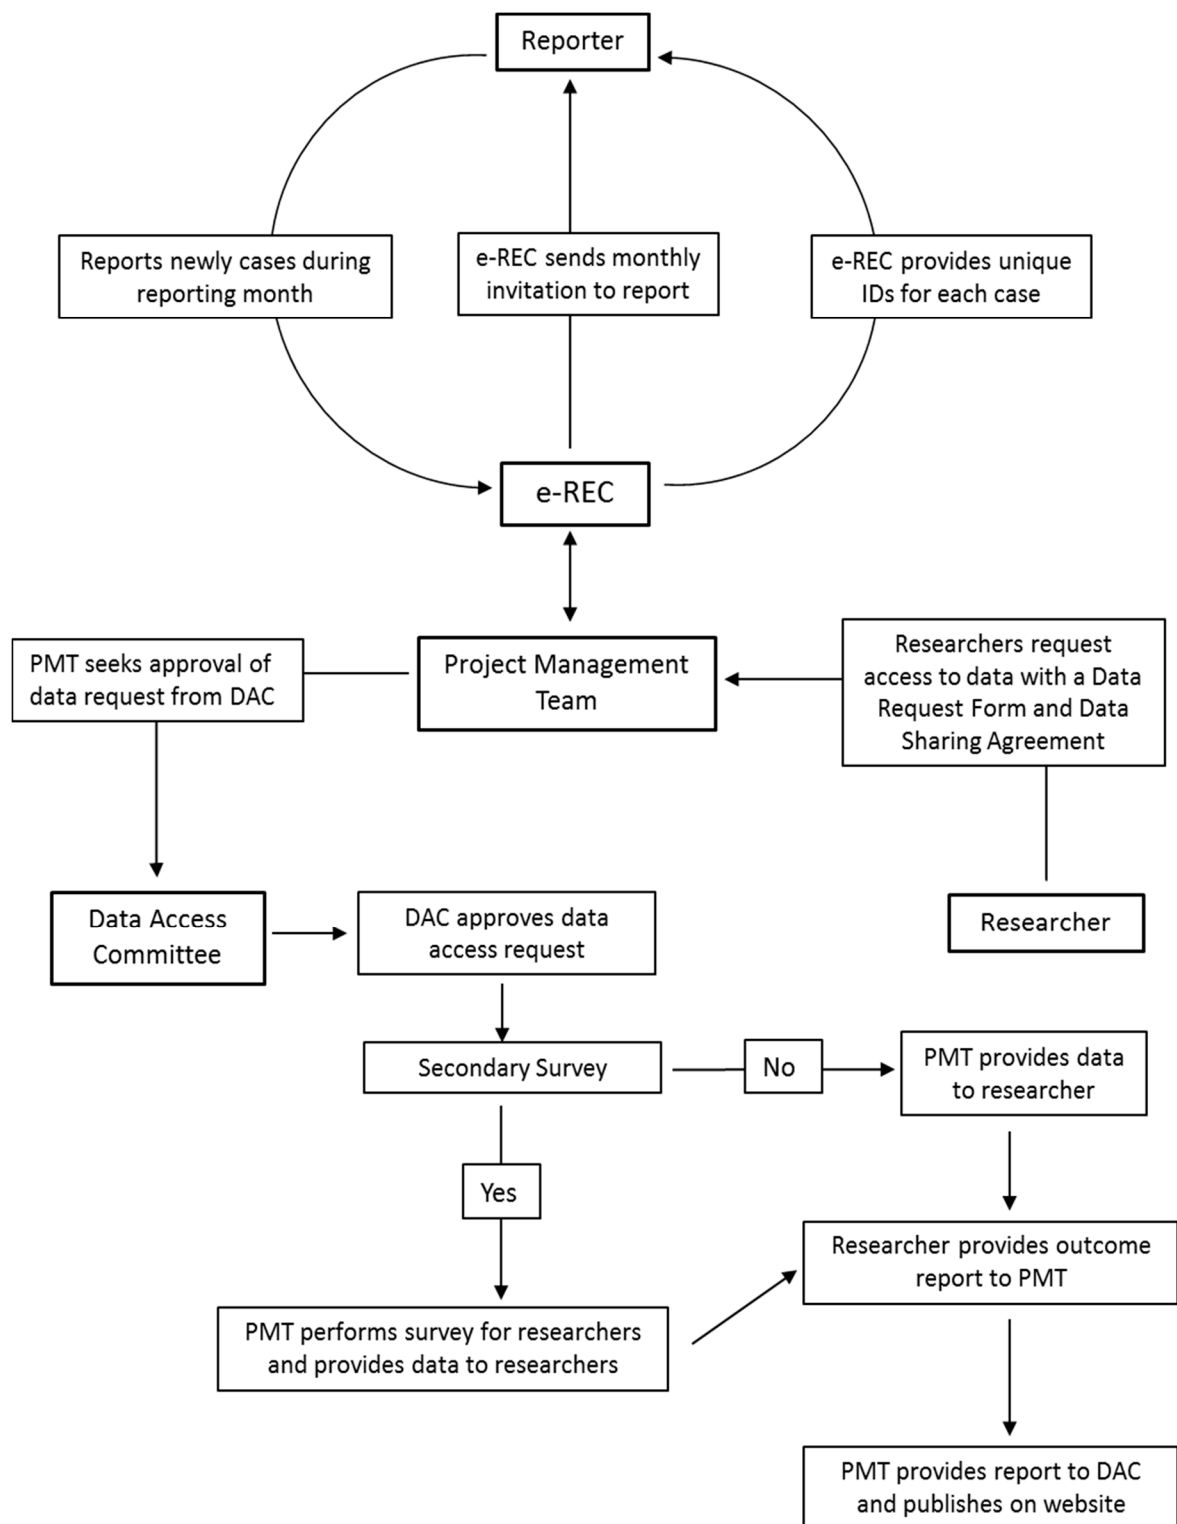 Reporter
Reports newly cases during
reporting month
e-REC sends monthly
invitation to report
e-REC provides unique
IDs for each case
e-REC
PMT seeks approval of
data request from DAC
Project Management
Team
Researchers request
access to data with a Data
Request Form and Data
Sharing Agreement
Data Access
Committee
DAC approves data
access request
Researcher
Secondary Survey
No
PMT provides data
to researcher
Yes
Researcher provides outcome
report to PMT
PMT performs survey for researchers
and provides data to researchers
PMT provides report to DAC
and publishes on website